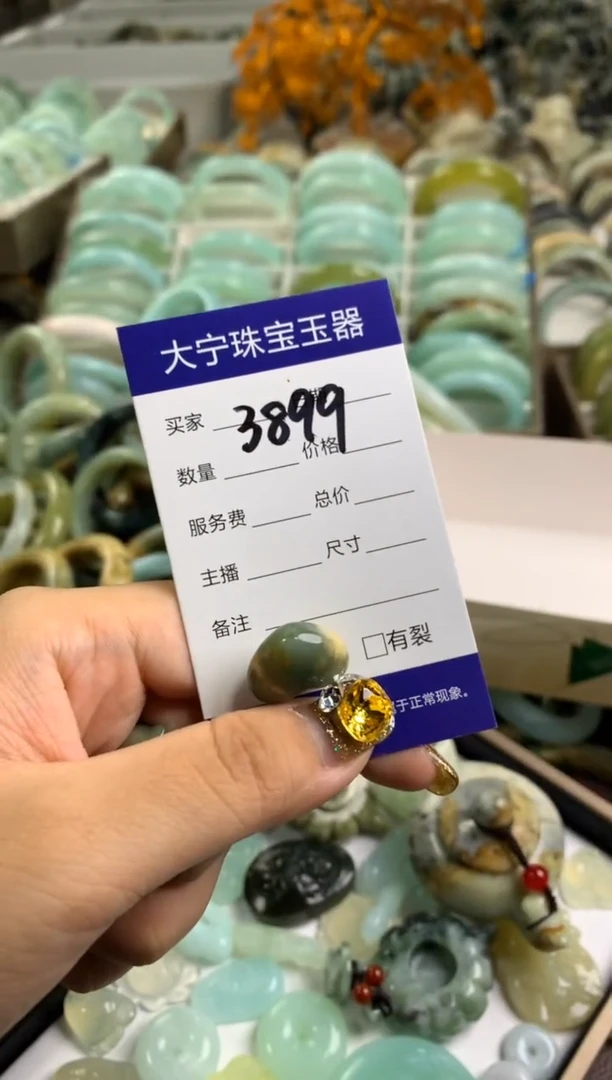 大宁珠宝玉器
买家
3899
数量 价格
服务费 总价
主播 尺寸
备注
□有裂
属于正常现象。